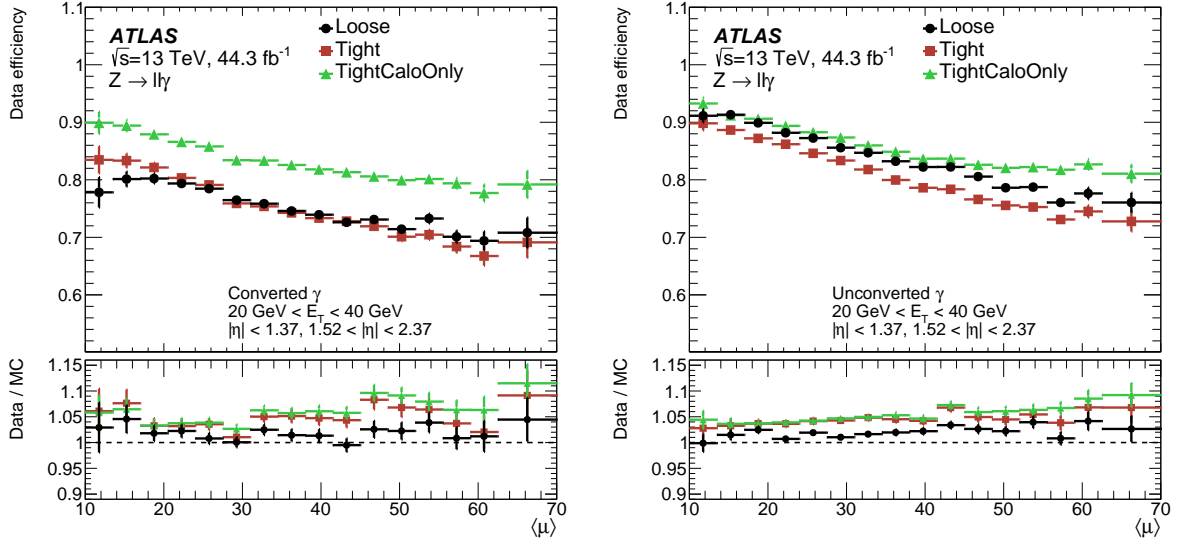 Data efficiency
1.1
1
0.9
0.8
0.7
0.6
ATLAS
√s=13 TeV, 44.3 fb⁻¹
Z → llγ
Loose
Tight
TightCaloOnly
Converted γ
20 GeV < E_T < 40 GeV
|η| < 1.37, 1.52 < |η| < 2.37
Data / MC
1.15
1.1
1.05
1
0.95
0.9
10 20 30 40 50 60 70
⟨μ⟩
Data efficiency
1.1
1
0.9
0.8
0.7
0.6
ATLAS
√s=13 TeV, 44.3 fb⁻¹
Z → llγ
Loose
Tight
TightCaloOnly
Unconverted γ
20 GeV < E_T < 40 GeV
|η| < 1.37, 1.52 < |η| < 2.37
Data / MC
1.15
1.1
1.05
1
0.95
0.9
10 20 30 40 50 60 70
⟨μ⟩